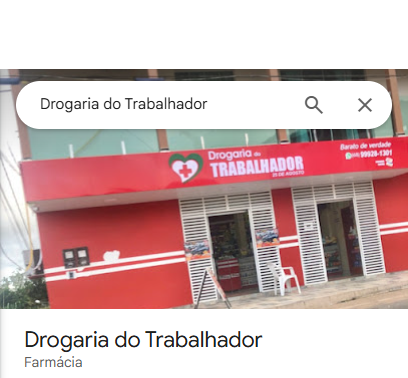 Drogaria do Trabalhador
Drogaria do
TRABALHADOR
25 DE AGOSTO
Barato de verdade
99928-1301
Drogaria do Trabalhador
Farmácia